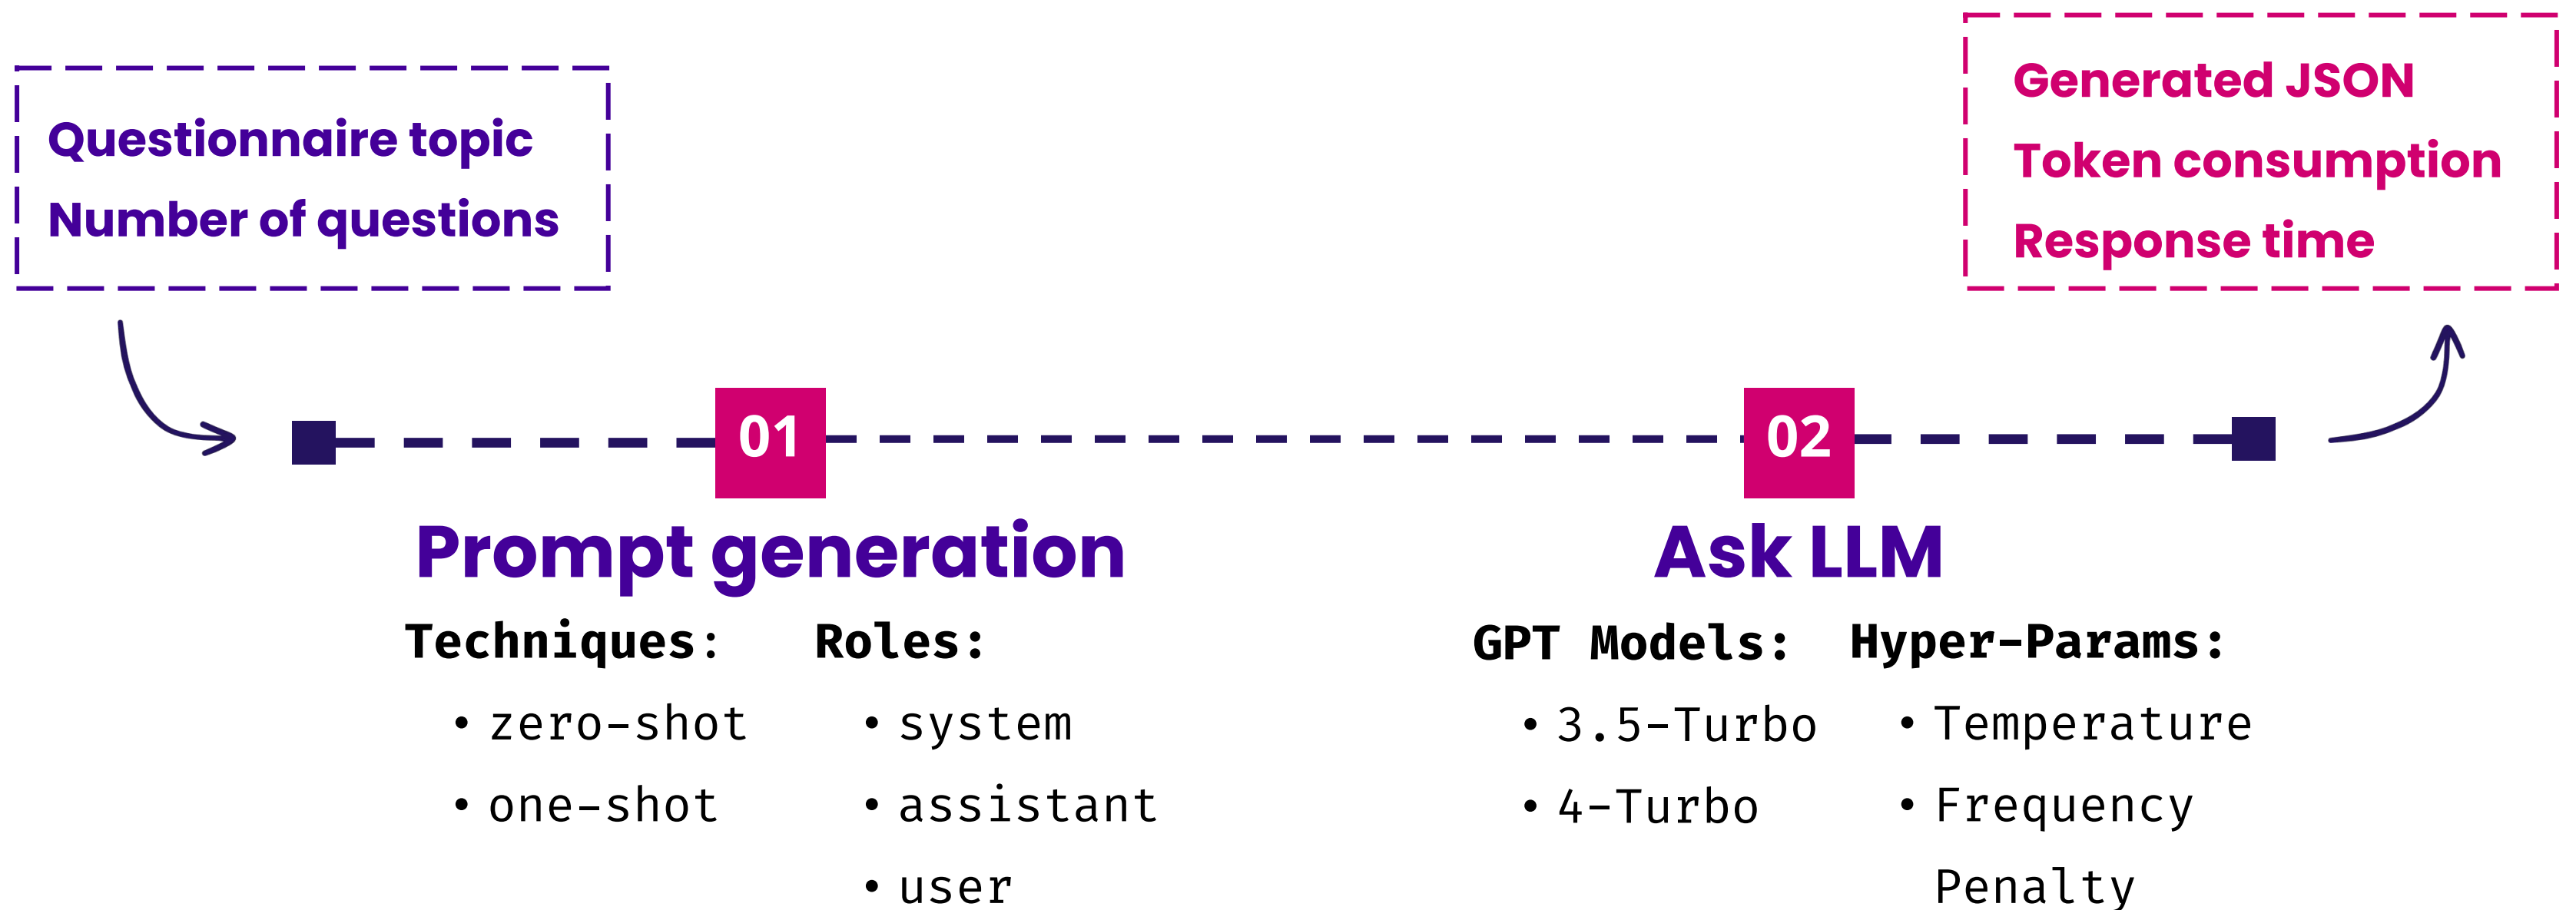 Questionnaire topic
Number of questions
Generated JSON
Token consumption
Response time
01
02
Prompt generation
Ask LLM
Techniques:
• zero-shot
• one-shot
Roles:
• system
• assistant
• user
GPT Models:
• 3.5-Turbo
• 4-Turbo
Hyper-Params:
• Temperature
• Frequency
Penalty